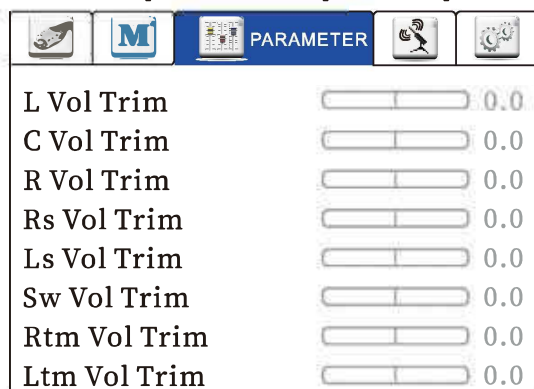 M PARAMETER
L Vol Trim 0.0
C Vol Trim 0.0
R Vol Trim 0.0
Rs Vol Trim 0.0
Ls Vol Trim 0.0
Sw Vol Trim 0.0
Rtm Vol Trim 0.0
Ltm Vol Trim 0.0